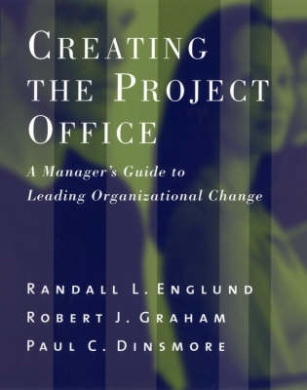 CREATING
THE PROJECT
OFFICE
A Manager's Guide to
Leading Organizational Change
RANDALL L. ENGLUND
ROBERT J. GRAHAM
PAUL C. DINSMORE